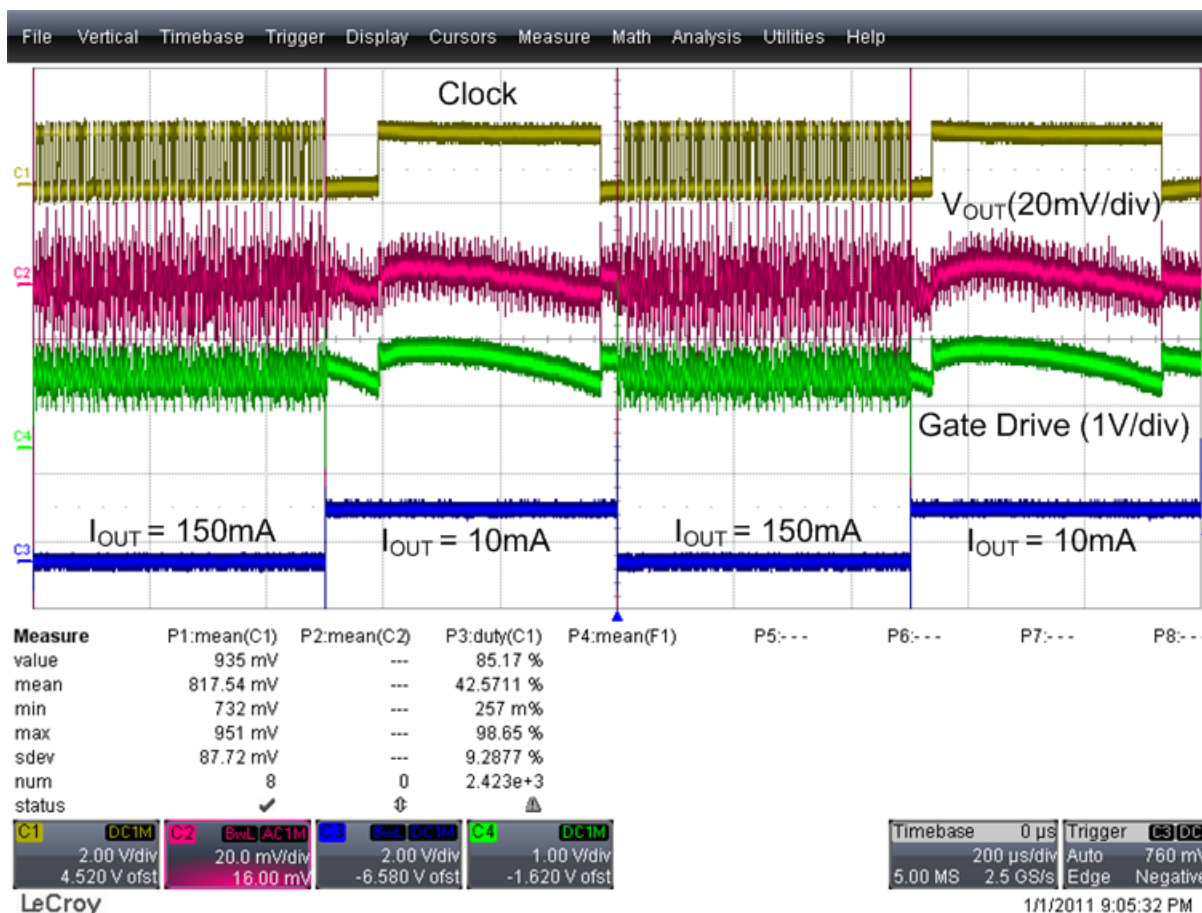 File Vertical Timebase Trigger Display Cursors Measure Math Analysis Utilities Help
Clock
C1
VOUT(20mV/div)
C2
Gate Drive (1V/div)
C4
IOUT = 150mA IOUT = 10mA IOUT = 150mA IOUT = 10mA
C3
Measure P1:mean(C1) P2:mean(C2) P3:duty(C1) P4:mean(F1) P5:- - - P6:- - - P7:- - - P8:- -
value 935 mV --- 85.17 %
mean 817.54 mV --- 42.5711 %
min 732 mV --- 257 m%
max 951 mV --- 98.65 %
sdev 87.72 mV --- 9.2877 %
num 8 0 2.423e+3
status
C1 DC1M C2 BwL AC1M C3 BwL DC1M C4 DC1M Timebase 0 µs Trigger C3 DC
2.00 V/div 20.0 mV/div 2.00 V/div 1.00 V/div 200 µs/div Auto 760 mV
4.520 V ofst 16.00 mV -6.580 V ofst -1.620 V ofst 5.00 MS 2.5 GS/s Edge Negative
LeCroy 1/1/2011 9:05:32 PM